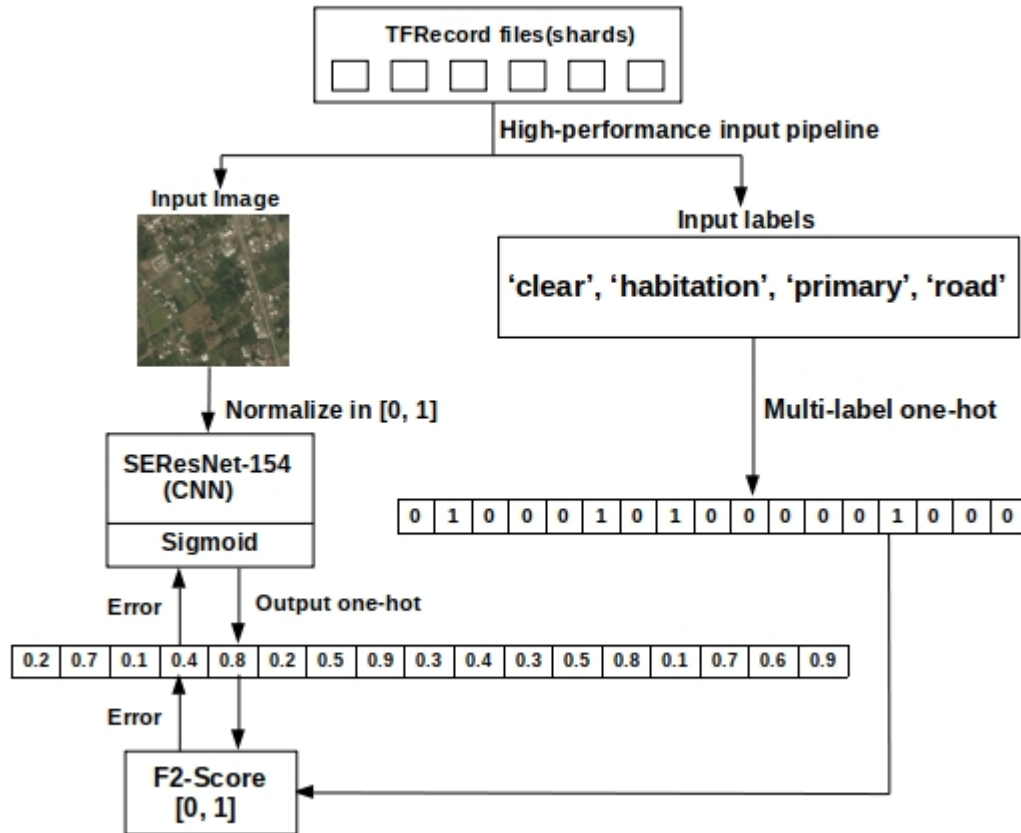 TFRecord files(shards)
High-performance input pipeline
Input Image
Input labels
‘clear’, ‘habitation’, ‘primary’, ‘road’
Normalize in [0, 1]
Multi-label one-hot
SEResNet-154
(CNN)
Sigmoid
0 1 0 0 0 1 0 1 0 0 0 0 0 1 0 0 0
Error
Output one-hot
0.2 0.7 0.1 0.4 0.8 0.2 0.5 0.9 0.3 0.4 0.3 0.5 0.8 0.1 0.7 0.6 0.9
Error
F2-Score
[0, 1]